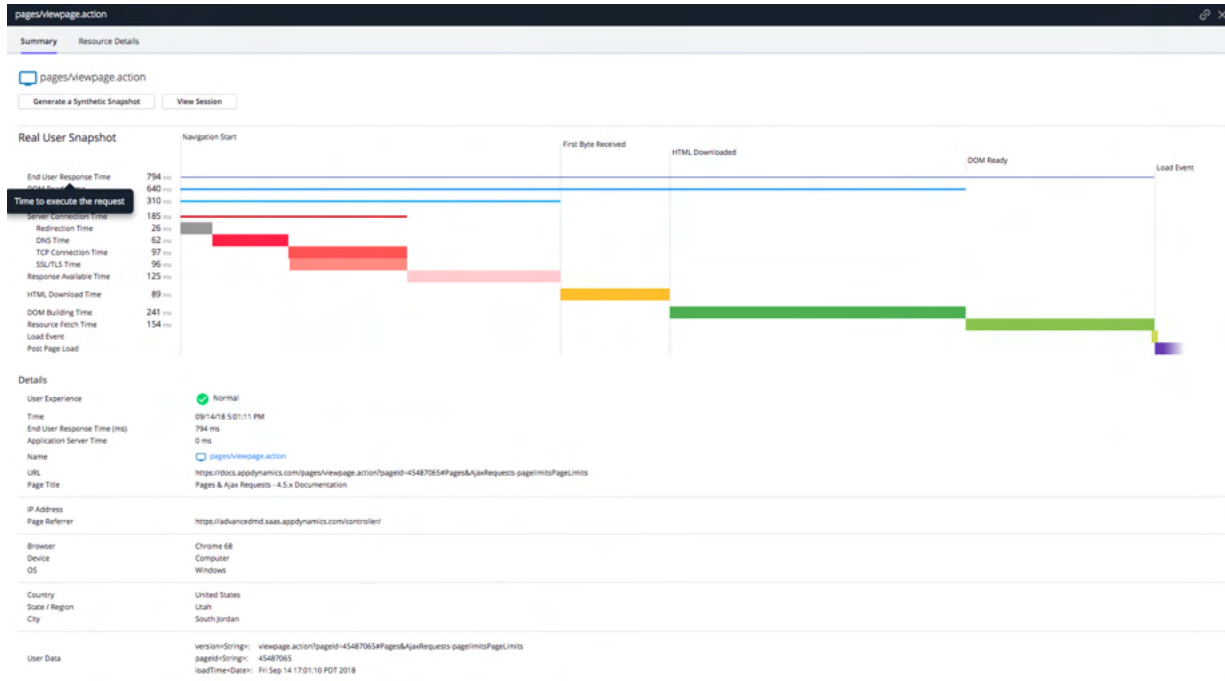 pages/viewpage.action
Summary Resource Details
pages/viewpage.action
Generate a Synthetic Snapshot View Session
Real User Snapshot
Navigation Start
First Byte Received
HTML Downloaded
DOM Ready
Load Event
End User Response Time 794 ms
DOM Ready Time 640 ms
Time to execute the request 310 ms
Server Connection Time 185 ms
Redirection Time 26 ms
DNS Time 62 ms
TCP Connection Time 97 ms
SSL/TLS Time 96 ms
Response Available Time 125 ms
HTML Download Time 89 ms
DOM Building Time 241 ms
Resource Fetch Time 154 ms
Load Event
Post Page Load
Details
User Experience Normal
Time 09/14/18 5:01:11 PM
End User Response Time (ms) 794 ms
Application Server Time 0 ms
Name pages/viewpage.action
URL https://docs.appdynamics.com/pages/viewpage.action?pageId=45487065#Pages&AjaxRequests-pagelimitsPageLimits
Page Title Pages & Ajax Requests - 4.5.x Documentation
IP Address
Page Referrer https://advancedmd.saas.appdynamics.com/controller/
Browser Chrome 68
Device Computer
OS Windows
Country United States
State / Region Utah
City South Jordan
User Data
version<String>: viewpage.action?pageId=45487065#Pages&AjaxRequests-pagelimitsPageLimits
pageId<String>: 45487065
loadTime<Date>: Fri Sep 14 17:01:10 PDT 2018